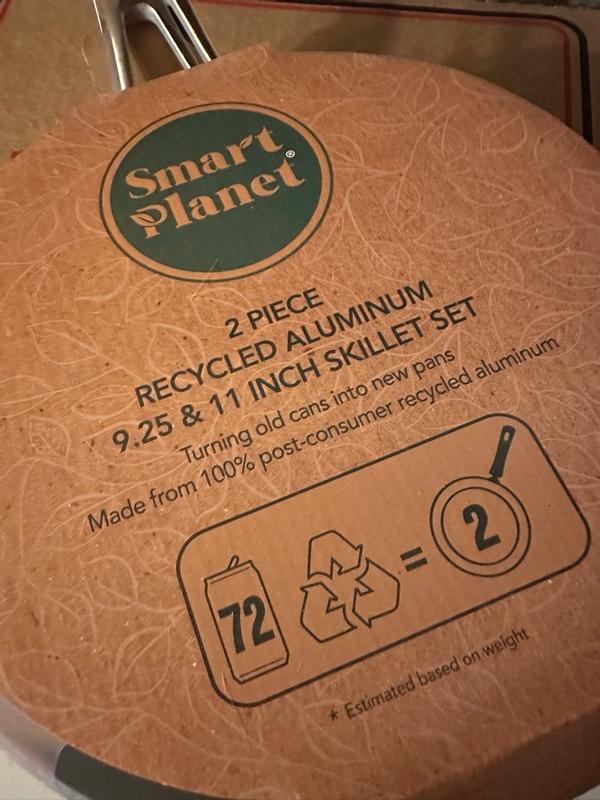 Smart
Planet®
2 PIECE
RECYCLED ALUMINUM
9.25 & 11 INCH SKILLET SET
Turning old cans into new pans
Made from 100% post-consumer recycled aluminum
72 = 2
* Estimated based on weight